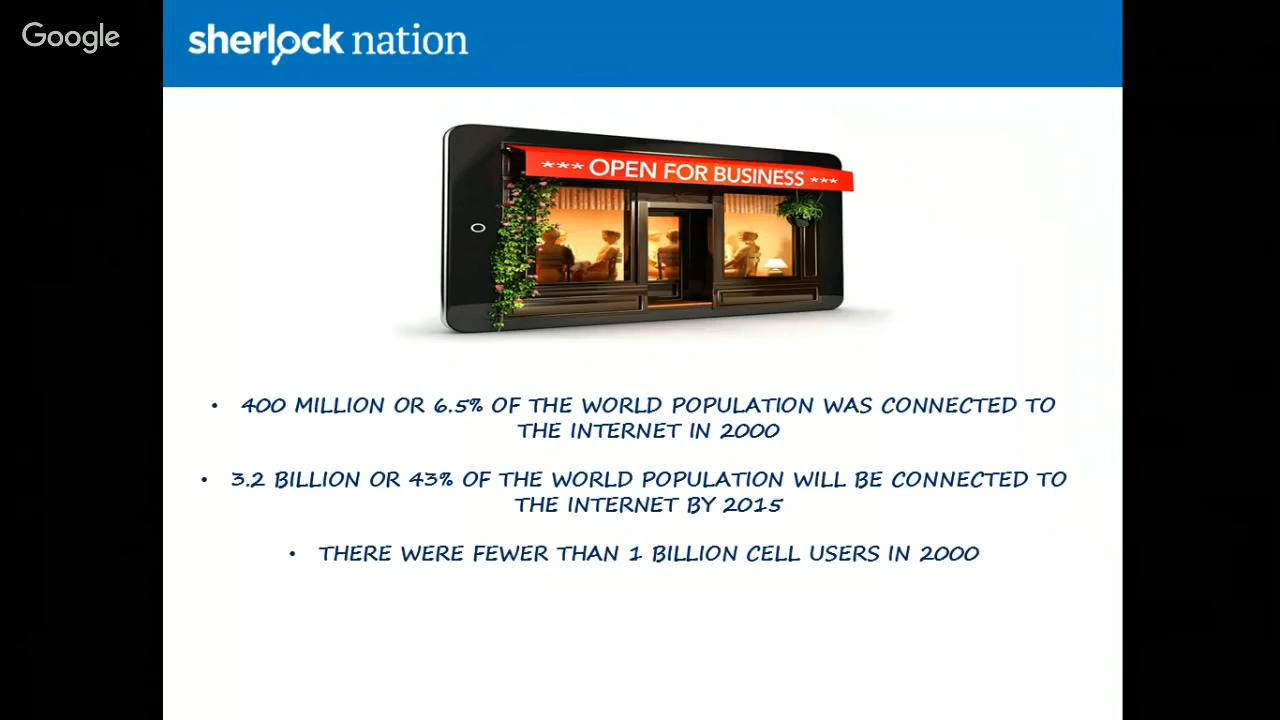 Google
sherlock nation
*** OPEN FOR BUSINESS ***
• 400 MILLION OR 6.5% OF THE WORLD POPULATION WAS CONNECTED TO
THE INTERNET IN 2000
• 3.2 BILLION OR 43% OF THE WORLD POPULATION WILL BE CONNECTED TO
THE INTERNET BY 2015
• THERE WERE FEWER THAN 1 BILLION CELL USERS IN 2000